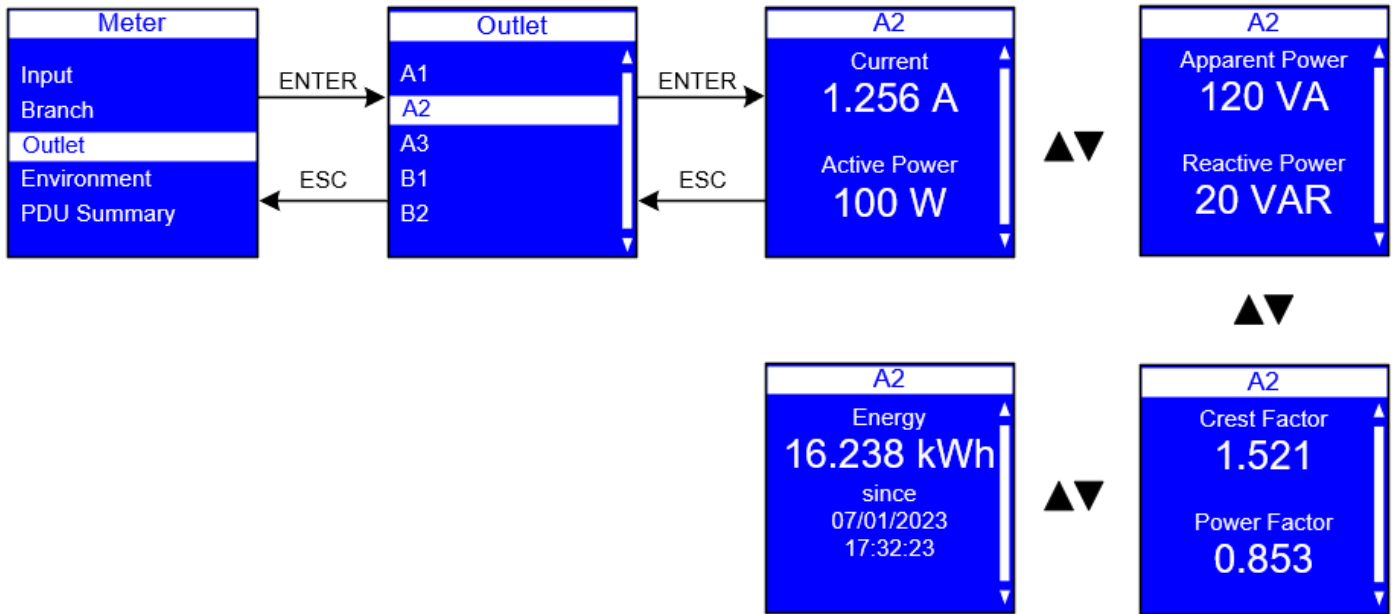 Meter
Input
Branch
Outlet
Environment
PDU Summary
ENTER
ESC
Outlet
A1
A2
A3
B1
B2
ENTER
ESC
A2
Current
1.256 A
Active Power
100 W
▲▼
A2
Apparent Power
120 VA
Reactive Power
20 VAR
▲▼
A2
Energy
16.238 kWh
since
07/01/2023
17:32:23
▲▼
A2
Crest Factor
1.521
Power Factor
0.853